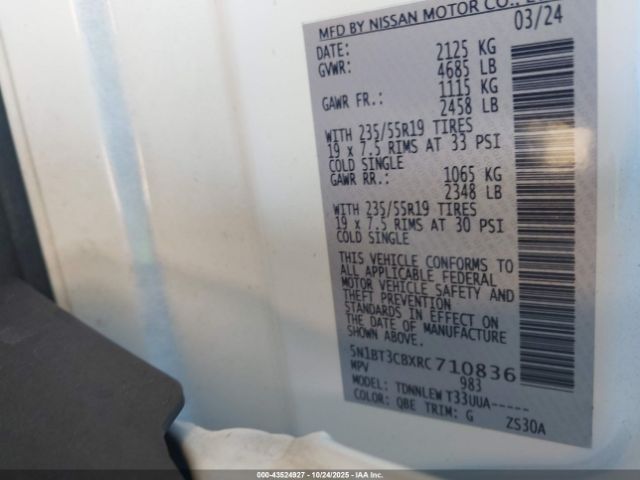 MFD BY NISSAN MOTOR CO.,
DATE: 03/24
GVWR: 2125 KG
4685 LB
GAWR FR.: 1115 KG
2458 LB
WITH 235/55R19 TIRES
19 x 7.5 RIMS AT 33 PSI
COLD SINGLE
GAWR RR.: 1065 KG
2348 LB
WITH 235/55R19 TIRES
19 x 7.5 RIMS AT 30 PSI
COLD SINGLE
THIS VEHICLE CONFORMS TO
ALL APPLICABLE FEDERAL
MOTOR VEHICLE SAFETY AND
THEFT PREVENTION
STANDARDS IN EFFECT ON
THE DATE OF MANUFACTURE
SHOWN ABOVE.
5N1BT3CBXRC710836
MPV 983
MODEL: TDNNLEW T33UUA-----
COLOR: QBE TRIM: G ZS30A
000-43524927 • 10/24/2025 • IAA Inc.